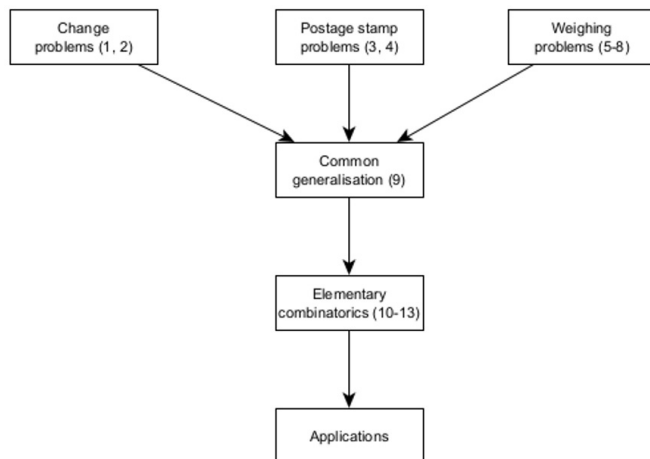 Change
problems (1, 2)
Postage stamp
problems (3, 4)
Weighing
problems (5-8)
Common
generalisation (9)
Elementary
combinatorics (10-13)
Applications